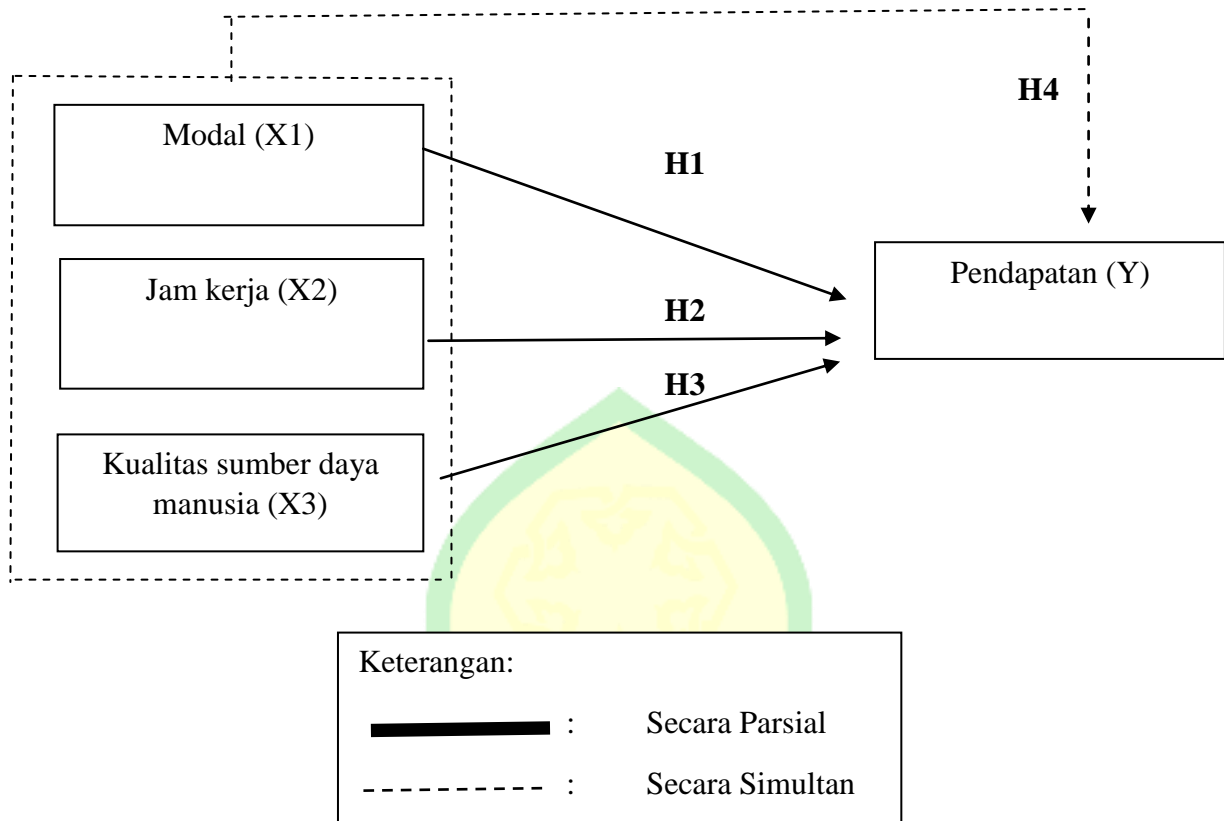 H4
Modal (X1)
H1
Jam kerja (X2)
Pendapatan (Y)
H2
H3
Kualitas sumber daya
manusia (X3)
Keterangan:
: Secara Parsial
: Secara Simultan